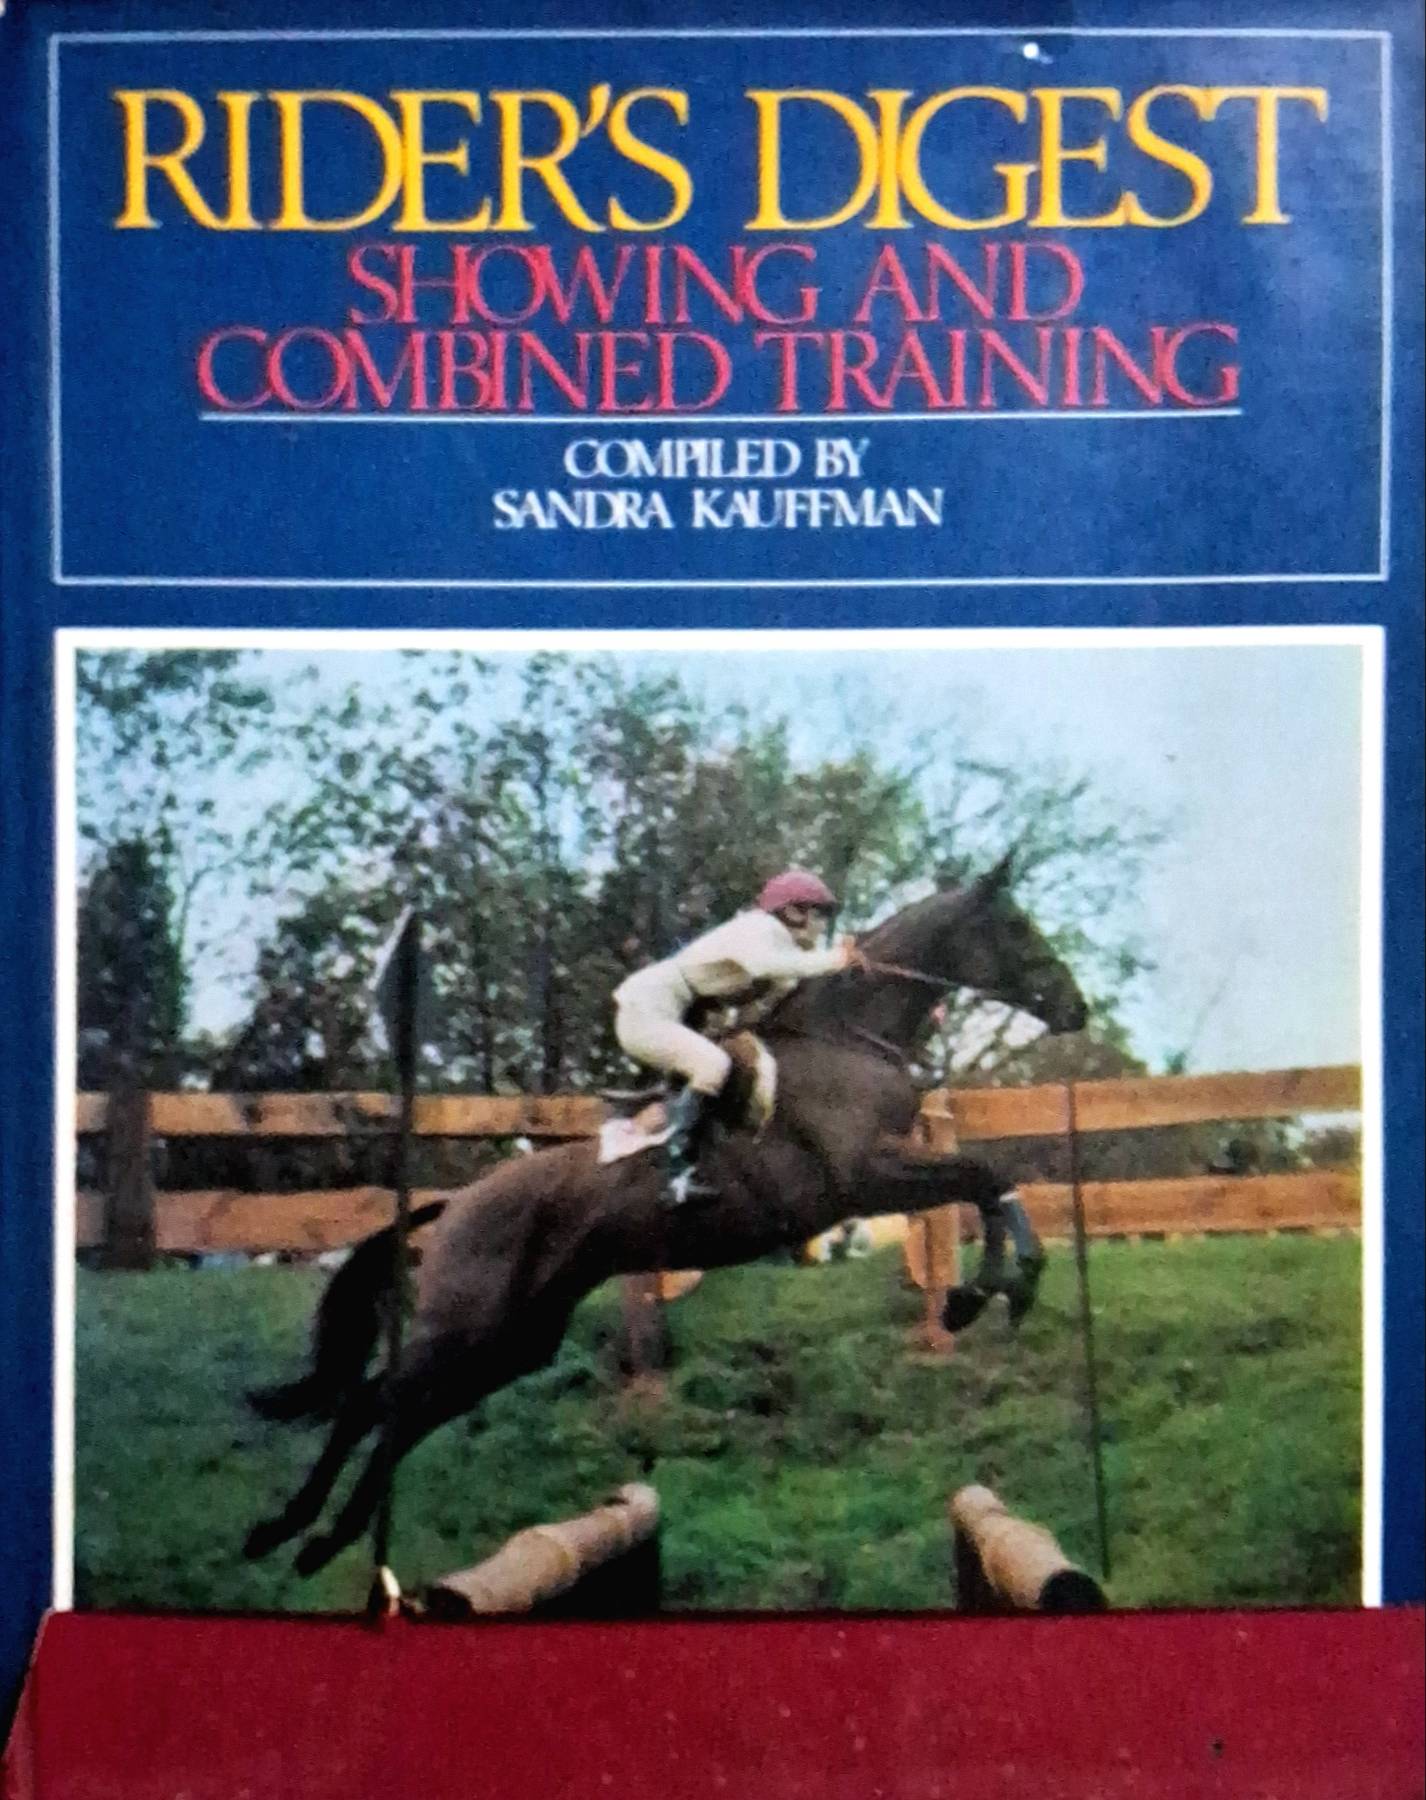 RIDER'S DIGEST
SHOWING AND
COMBINED TRAINING
COMPILED BY
SANDRA KAUFFMAN